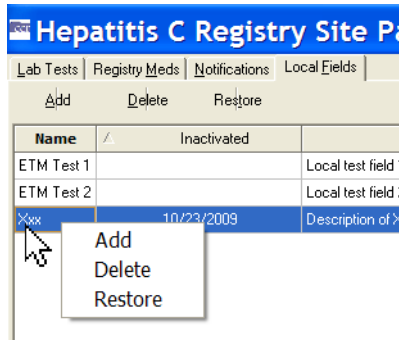 Hepatitis C Registry Site Pa
Lab Tests Registry Meds Notifications Local Fields
Add Delete Restore
Name Inactivated
ETM Test 1 Local test field
ETM Test 2 Local test field
Xxx 10/23/2009 Description of X
Add
Delete
Restore